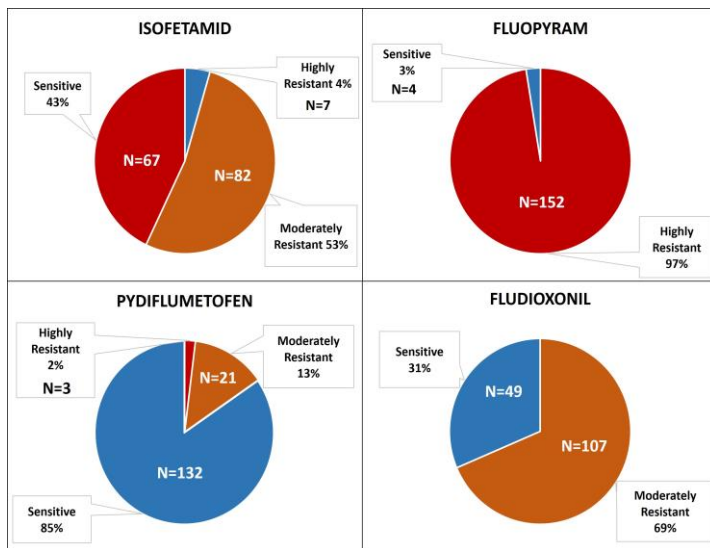 ISOFETAMID
Sensitive
43%
Highly
Resistant 4%
N=7
N=67
N=82
Moderately
Resistant 53%
FLUOPYRAM
Sensitive
3%
N=4
N=152
Highly
Resistant
97%
PYDIFLUMETOFEN
Highly
Resistant
2%
N=3
Moderately
Resistant
13%
N=21
N=132
Sensitive
85%
FLUDIOXONIL
Sensitive
31%
N=49
N=107
Moderately
Resistant
69%